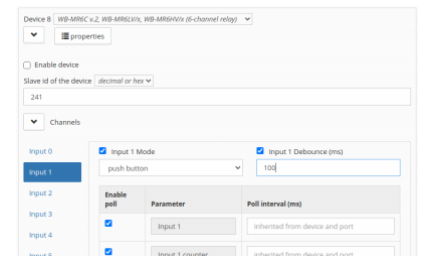 Device 8 WB-MR6C v.2, WB-MR6LV/x, WB-MR6HV/x (6-channel relay)
properties
Enable device
Slave id of the device decimal or hex
241
Channels
Input 0
Input 1
Input 2
Input 3
Input 4
Input 1 Mode
Input 1 Debounce (ms)
push button
100
Enable poll
Parameter
Poll interval (ms)
Input 1
inherited from device and port
Input 1 counter
inherited from device and port